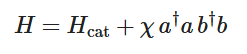 H = H_cat + χ a†a b†b